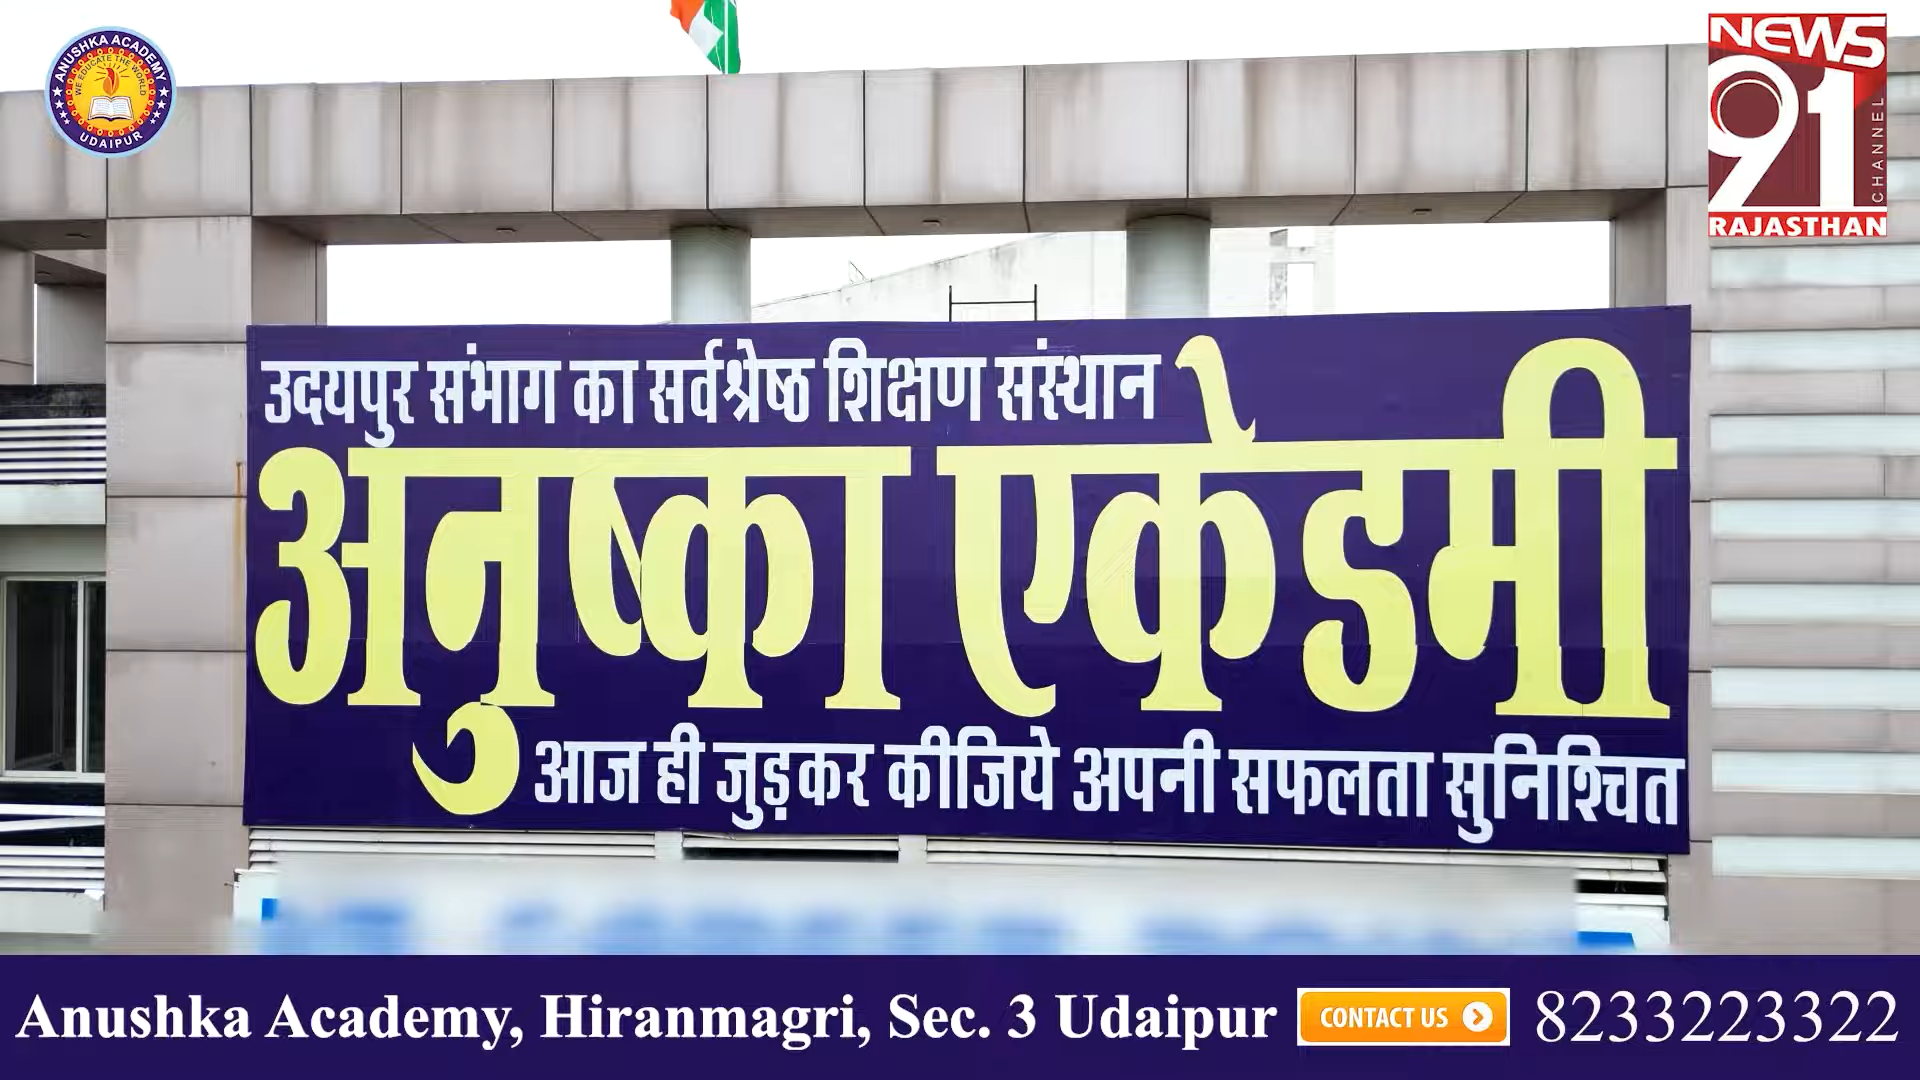 ANUSHKA ACADEMY
WE EDUCATE THE WORLD
UDAIPUR
NEWS
91
CHANNEL
RAJASTHAN
उदयपुर संभाग का सर्वश्रेष्ठ शिक्षण संस्थान
अनुष्का एकेडमी
आज ही जुड़कर कीजिये अपनी सफलता सुनिश्चित
Anushka Academy, Hiranmagri, Sec. 3 Udaipur CONTACT US 8233223322